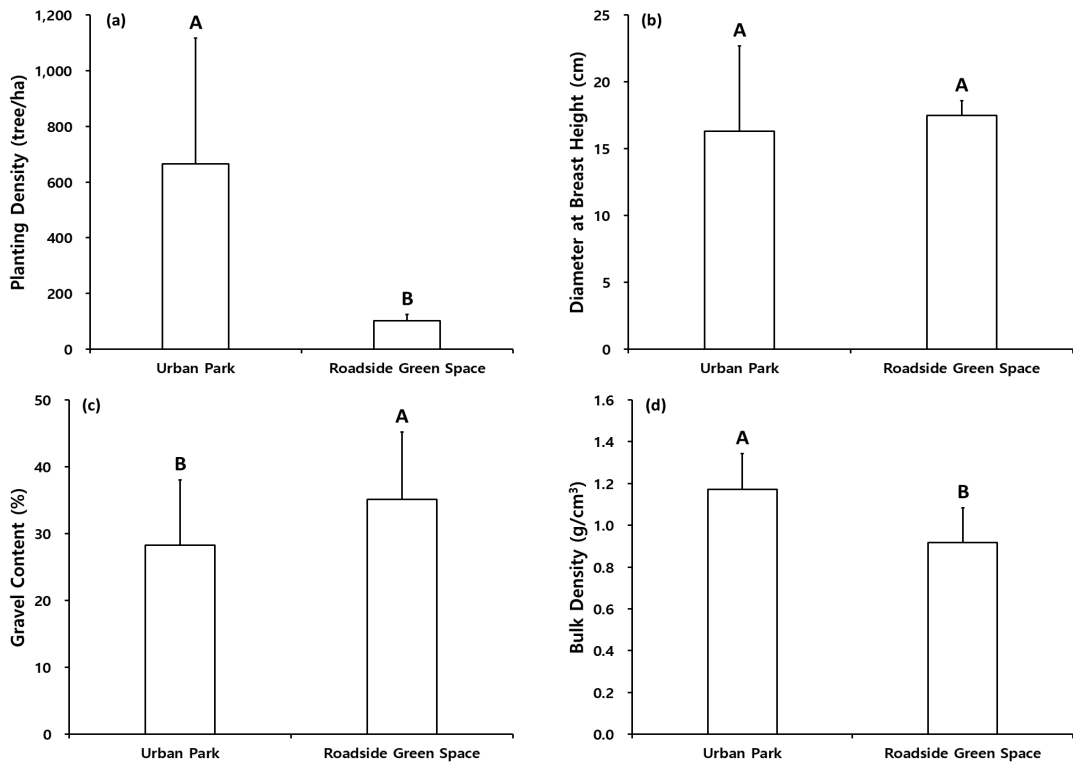 (a)
Planting Density (tree/ha)
1,200
1,000
800
600
400
200
0
A
B
Urban Park
Roadside Green Space
(b)
Diameter at Breast Height (cm)
25
20
15
10
5
0
A
A
Urban Park
Roadside Green Space
(c)
Gravel Content (%)
50
40
30
20
10
0
B
A
Urban Park
Roadside Green Space
(d)
Bulk Density (g/cm³)
1.6
1.4
1.2
1.0
0.8
0.6
0.4
0.2
0.0
A
B
Urban Park
Roadside Green Space